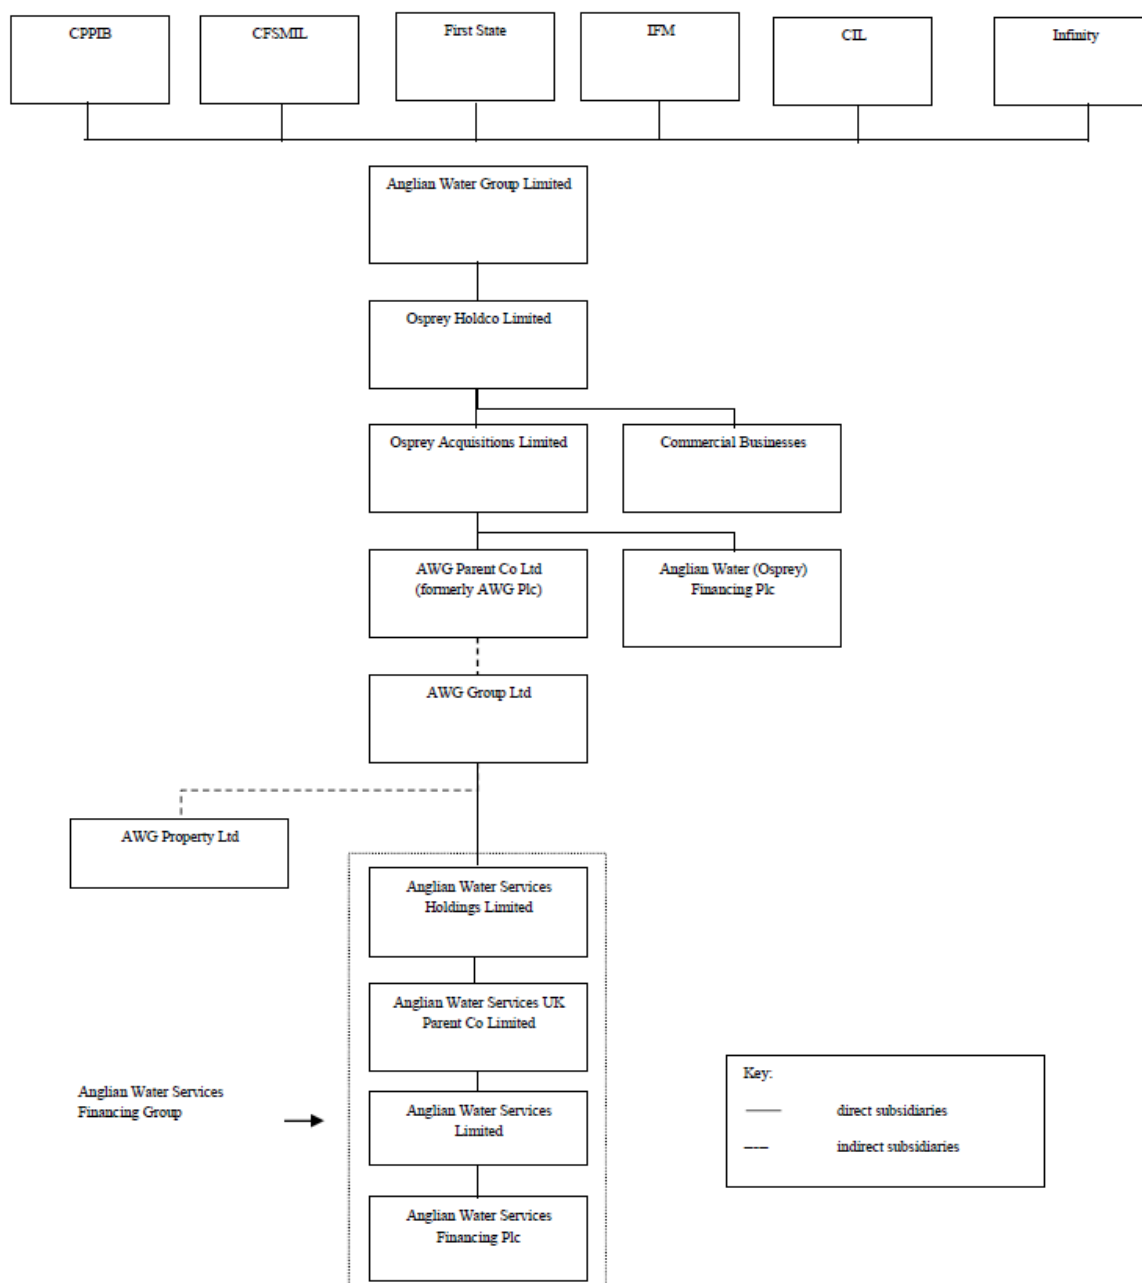 CPPIB
CFSMIL
First State
IFM
CIL
Infinity
Anglian Water Group Limited
Osprey Holdco Limited
Osprey Acquisitions Limited
Commercial Businesses
AWG Parent Co Ltd
(formerly AWG Plc)
Anglian Water (Osprey)
Financing Plc
AWG Group Ltd
AWG Property Ltd
Anglian Water Services
Holdings Limited
Anglian Water Services UK
Parent Co Limited
Anglian Water Services
Financing Group
Anglian Water Services
Limited
Anglian Water Services
Financing Plc
Key:
direct subsidiaries
indirect subsidiaries